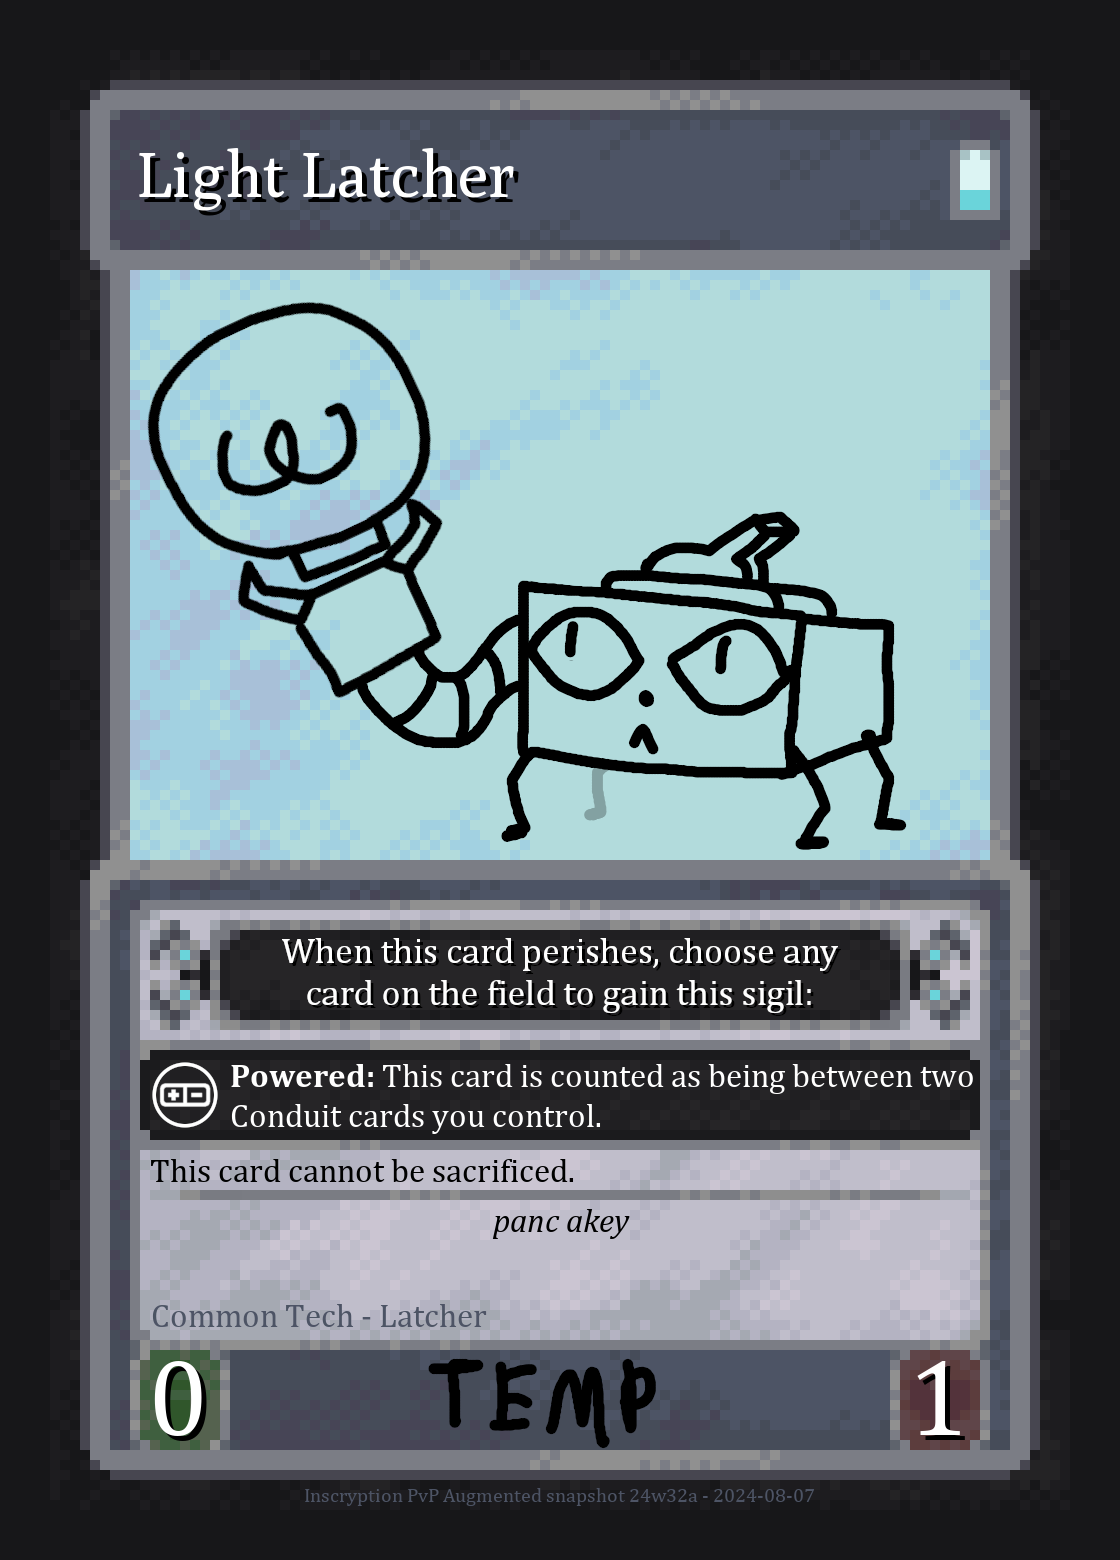 Light Latcher
When this card perishes, choose any
card on the field to gain this sigil:
Powered: This card is counted as being between two
Conduit cards you control.
This card cannot be sacrificed.
panc akey
Common Tech - Latcher
0 TEMP 1
Inscryption PvP Augmented snapshot 24w32a - 2024-08-07